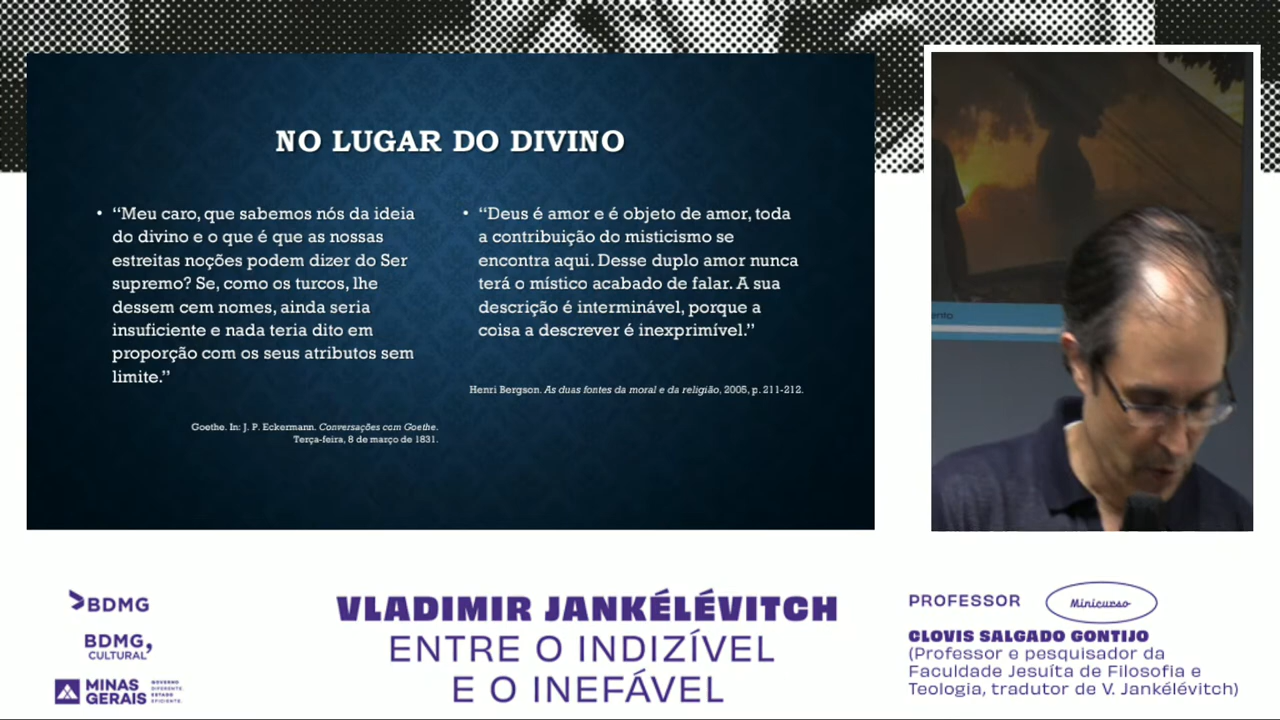 NO LUGAR DO DIVINO
• “Meu caro, que sabemos nós da ideia
do divino e o que é que as nossas
estreitas noções podem dizer do Ser
supremo? Se, como os turcos, lhe
dessem cem nomes, ainda seria
insuficiente e nada teria dito em
proporção com os seus atributos sem
limite.”
Goethe. In: J. P. Eckermann. Conversações com Goethe.
Terça-feira, 8 de março de 1831.
• “Deus é amor e é objeto de amor, toda
a contribuição do misticismo se
encontra aqui. Desse duplo amor nunca
terá o místico acabado de falar. A sua
descrição é interminável, porque a
coisa a descrever é inexprimível.”
Henri Bergson. As duas fontes da moral e da religião, 2005, p. 211-212.
ento
BDMG
BDMG,
CULTURAL
MINAS
GERAIS
GOVERNO
DIFERENTE.
ESTADO
EFICIENTE.
VLADIMIR JANKÉLÉVITCH
ENTRE O INDIZÍVEL
E O INEFÁVEL
PROFESSOR
Minicurso
CLOVIS SALGADO GONTIJO
(Professor e pesquisador da
Faculdade Jesuíta de Filosofia e
Teologia, tradutor de V. Jankélévitch)